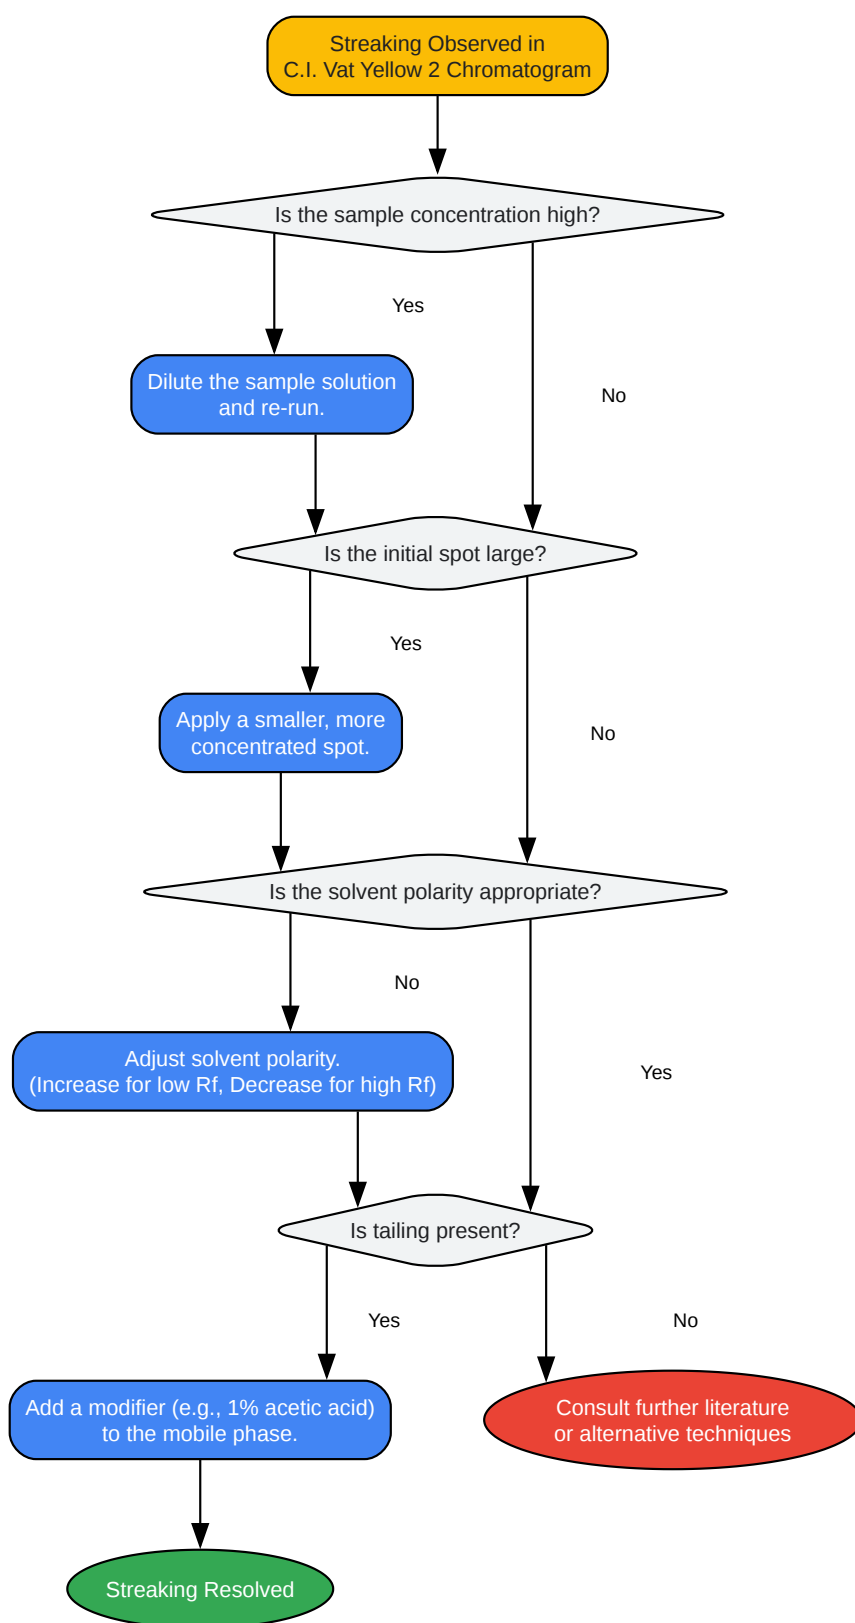 Streaking Observed in
C.I. Vat Yellow 2 Chromatogram
Is the sample concentration high?
Yes
Dilute the sample solution
and re-run.
No
Is the initial spot large?
Yes
Apply a smaller, more
concentrated spot.
No
Is the solvent polarity appropriate?
No
Adjust solvent polarity.
(Increase for low Rf, Decrease for high Rf)
Yes
Is tailing present?
Yes
No
Add a modifier (e.g., 1% acetic acid)
to the mobile phase.
Consult further literature
or alternative techniques
Streaking Resolved